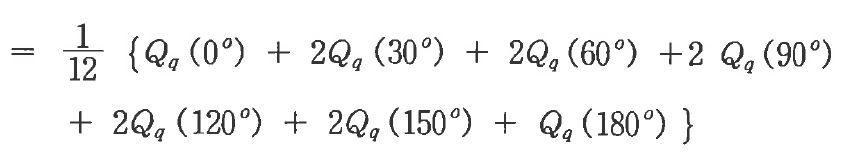 = 1/12 {Q_q (0°) + 2Q_q (30°) + 2Q_q (60°) +2 Q_q (90°)
+ 2Q_q (120°) + 2Q_q (150°) + Q_q (180°) }